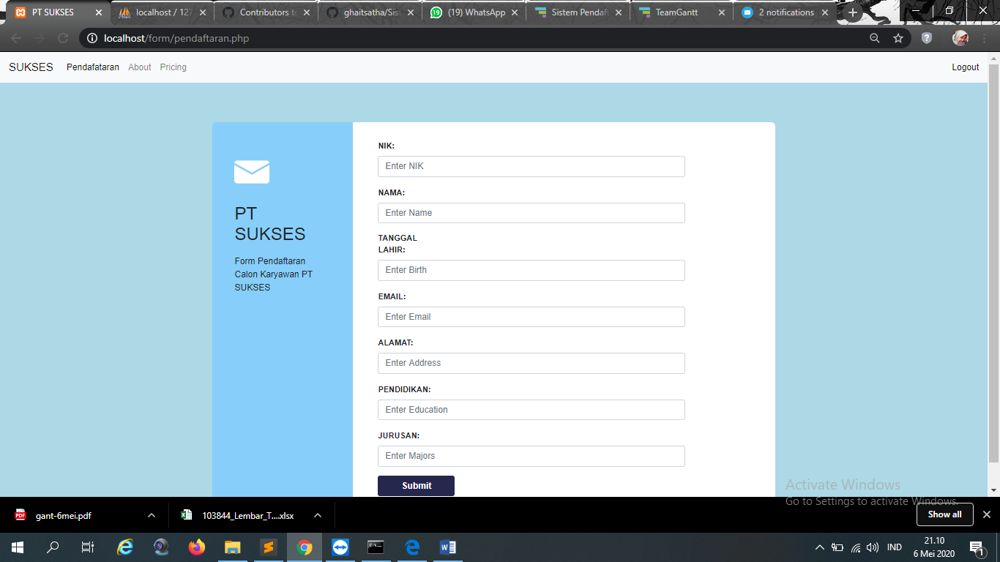 PT SUKSES
localhost / 127
Contributors to
ghaitsatha/Sist
(19) WhatsApp
Sistem Pendaft
TeamGantt
2 notifications
localhost/form/pendaftaran.php
SUKSES Pendafataran About Pricing Logout
PT
SUKSES
Form Pendaftaran
Calon Karyawan PT
SUKSES
NIK:
Enter NIK
NAMA:
Enter Name
TANGGAL
LAHIR:
Enter Birth
EMAIL:
Enter Email
ALAMAT:
Enter Address
PENDIDIKAN:
Enter Education
JURUSAN:
Enter Majors
Submit
Activate Windows
Go to Settings to activate Windows.
gant-6mei.pdf
103844_Lembar_T....xlsx
Show all
IND
21.10
6 Mei 2020
1